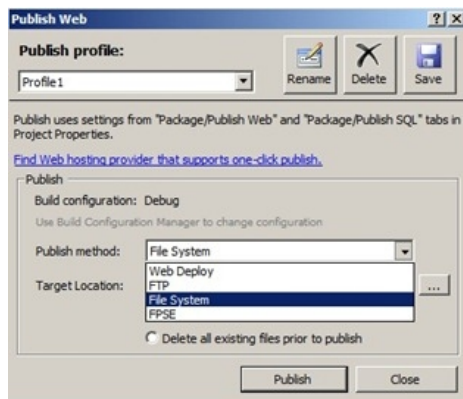 Publish Web
Publish profile:
Profile1
Rename
Delete
Save
Publish uses settings from "Package/Publish Web" and "Package/Publish SQL" tabs in
Project Properties.
Find Web hosting provider that supports one-click publish.
Publish
Build configuration: Debug
Use Build Configuration Manager to change configuration
Publish method: File System
Web Deploy
FTP
Target Location: ...
File System
FPSE
Delete all existing files prior to publish
Publish Close